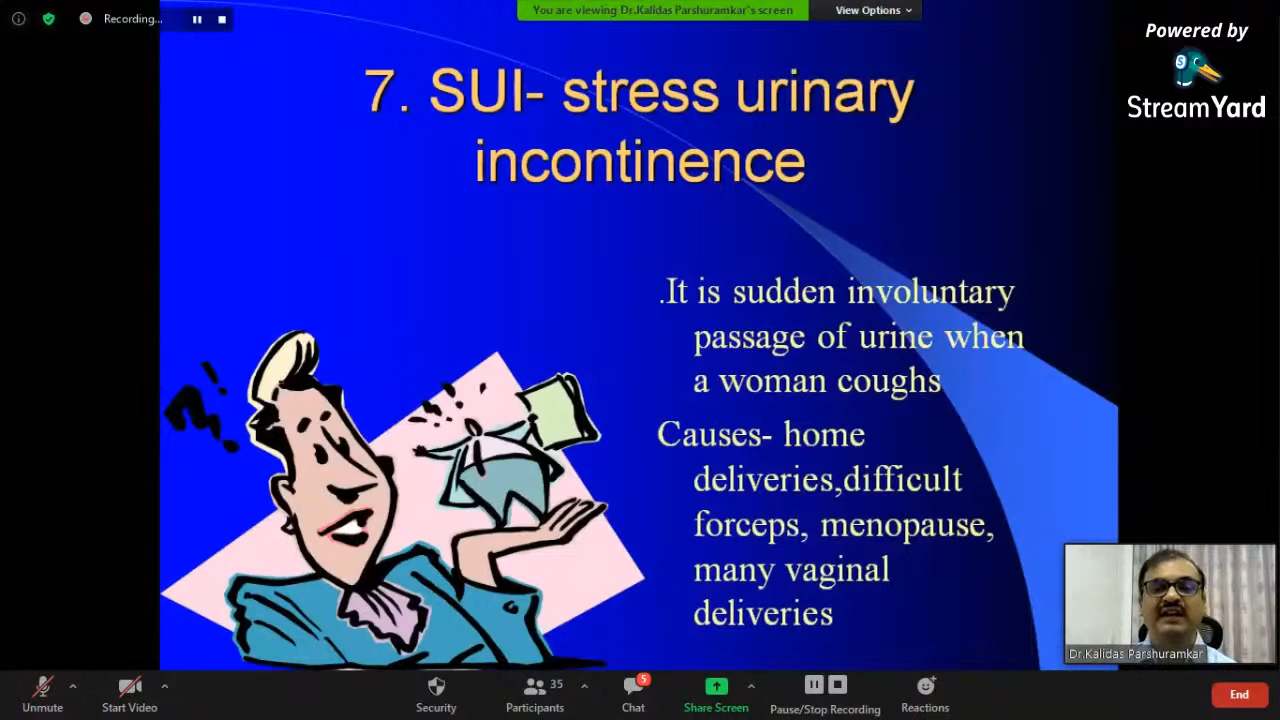 Recording...
You are viewing Dr.Kalidas Parshuramkar's screen
View Options
Powered by
S
StreamYard
7. SUI- stress urinary
incontinence
.It is sudden involuntary
passage of urine when
a woman coughs
Causes- home
deliveries,difficult
forceps, menopause,
many vaginal
deliveries
?!
Dr.Kalidas Parshuramkar
Unmute
Start Video
Security
Participants
35
Chat
5
Share Screen
Pause/Stop Recording
Reactions
End